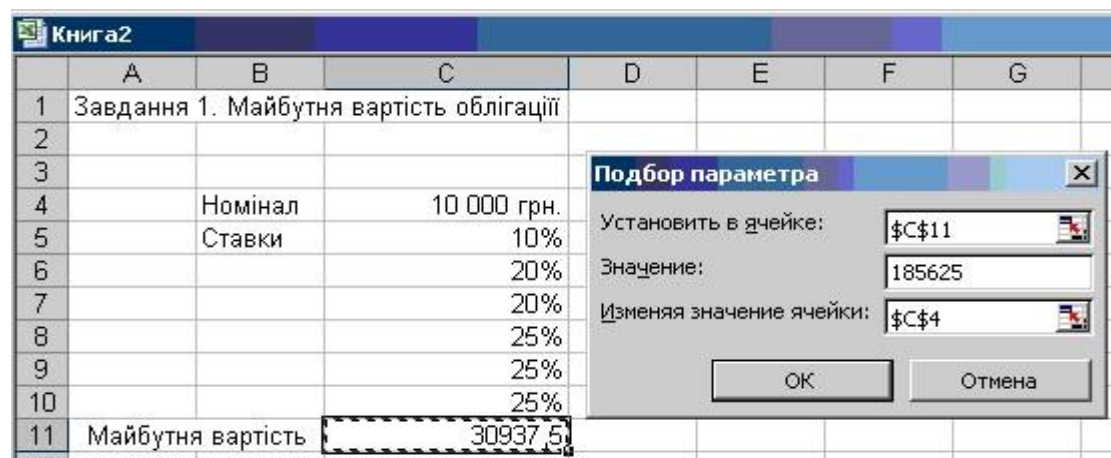 Книга2
A B C D E F G
1 Завдання 1. Майбутня вартість облігаціїї
2
3
4 Номінал 10 000 грн.
5 Ставки 10%
6 20%
7 20%
8 25%
9 25%
10 25%
11 Майбутня вартість 30937,5
Подбор параметра
Установить в ячейке: $C$11
Значение: 185625
Изменяя значение ячейки: $C$4
ОК Отмена